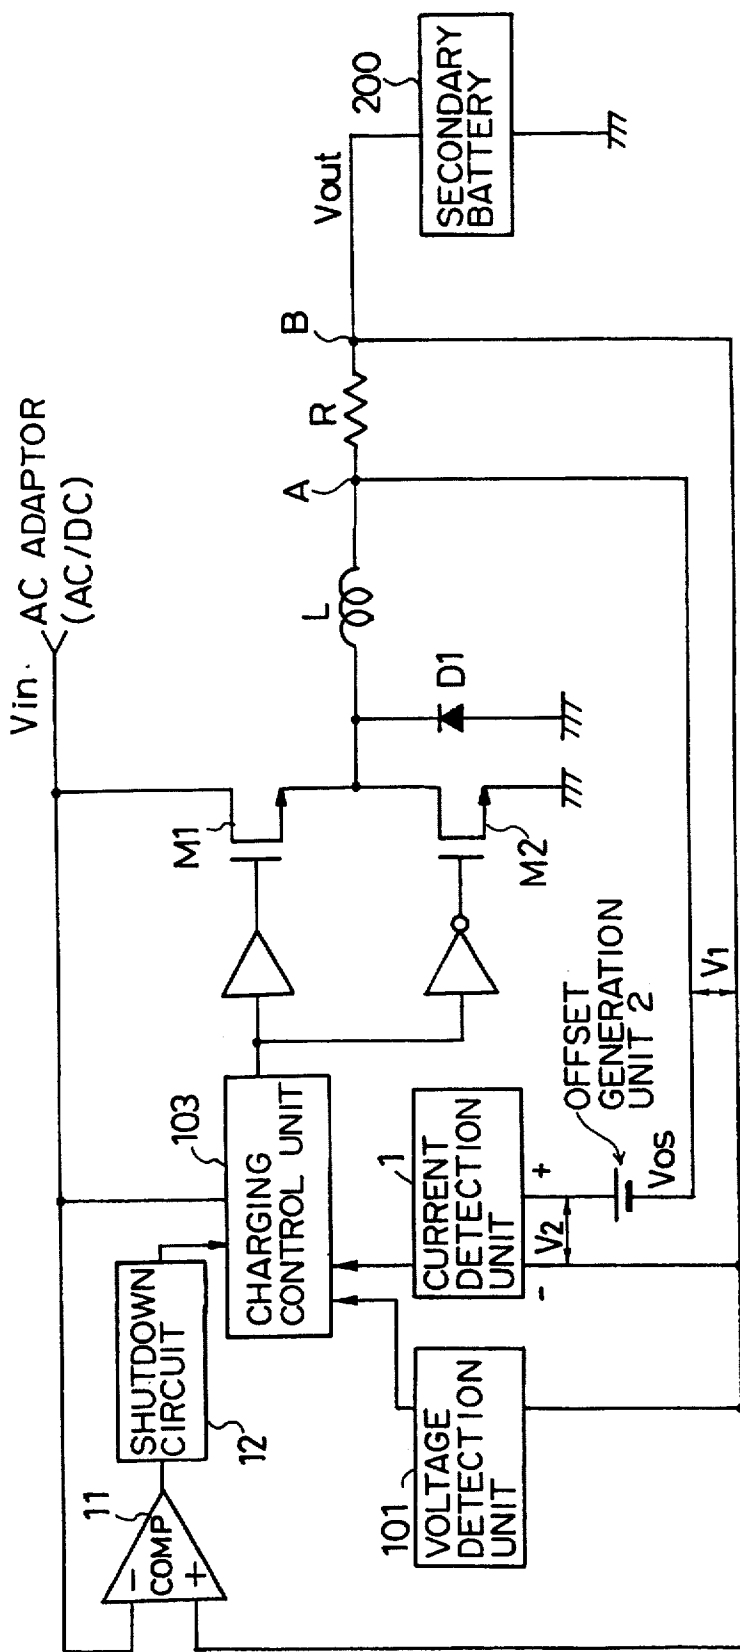 Vin.
AC ADAPTOR
(AC/DC)
11
COMP
-
+
12
SHUTDOWN
CIRCUIT
103
CHARGING
CONTROL UNIT
M1
M2
D1
L
A
R
B
Vout
200
SECONDARY
BATTERY
101
VOLTAGE
DETECTION
UNIT
1
CURRENT
DETECTION
UNIT
-
+
V2
Vos
OFFSET
GENERATION
UNIT 2
V1